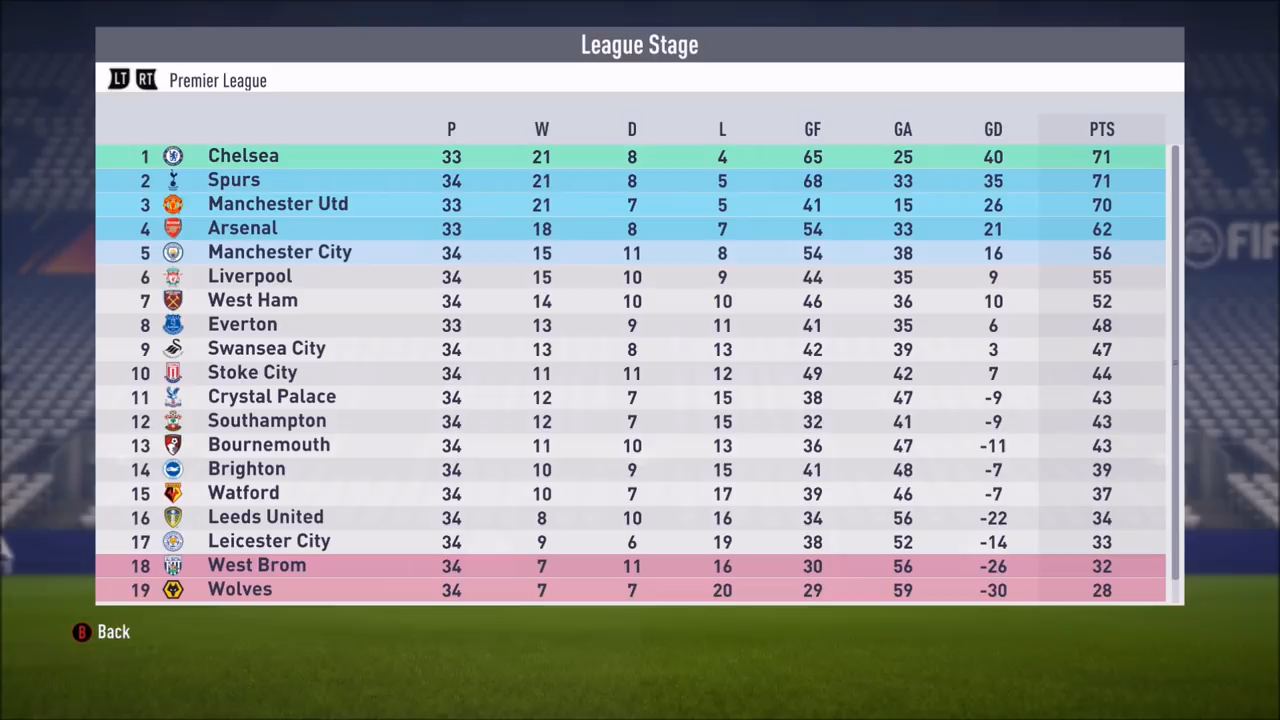 League Stage
LT RT Premier League
P W D L GF GA GD PTS
1 Chelsea 33 21 8 4 65 25 40 71
2 Spurs 34 21 8 5 68 33 35 71
3 Manchester Utd 33 21 7 5 41 15 26 70
4 Arsenal 33 18 8 7 54 33 21 62
5 Manchester City 34 15 11 8 54 38 16 56
6 Liverpool 34 15 10 9 44 35 9 55
7 West Ham 34 14 10 10 46 36 10 52
8 Everton 33 13 9 11 41 35 6 48
9 Swansea City 34 13 8 13 42 39 3 47
10 Stoke City 34 11 11 12 49 42 7 44
11 Crystal Palace 34 12 7 15 38 47 -9 43
12 Southampton 34 12 7 15 32 41 -9 43
13 Bournemouth 34 11 10 13 36 47 -11 43
14 Brighton 34 10 9 15 41 48 -7 39
15 Watford 34 10 7 17 39 46 -7 37
16 Leeds United 34 8 10 16 34 56 -22 34
17 Leicester City 34 9 6 19 38 52 -14 33
18 West Brom 34 7 11 16 30 56 -26 32
19 Wolves 34 7 7 20 29 59 -30 28
B Back
FIF